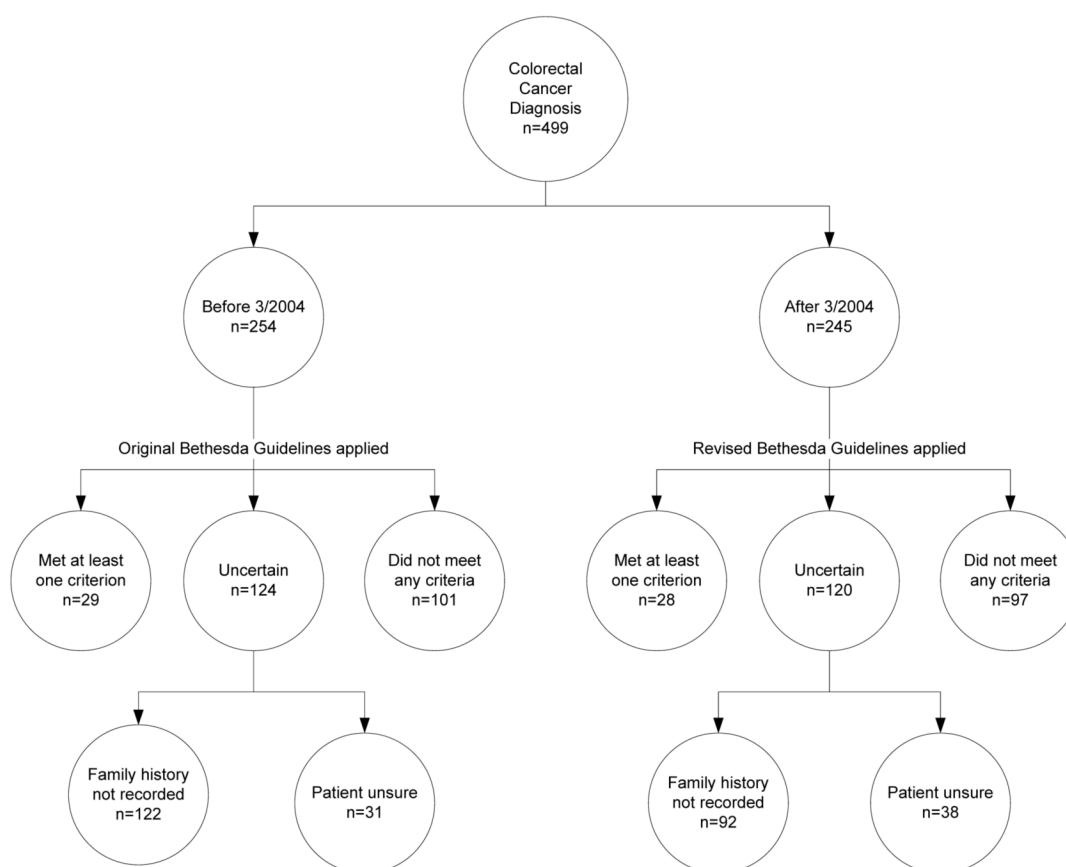 Colorectal
Cancer
Diagnosis
n=499
Before 3/2004
n=254
After 3/2004
n=245
Original Bethesda Guidelines applied
Revised Bethesda Guidelines applied
Met at least
one criterion
n=29
Uncertain
n=124
Did not meet
any criteria
n=101
Met at least
one criterion
n=28
Uncertain
n=120
Did not meet
any criteria
n=97
Family history
not recorded
n=122
Patient unsure
n=31
Family history
not recorded
n=92
Patient unsure
n=38